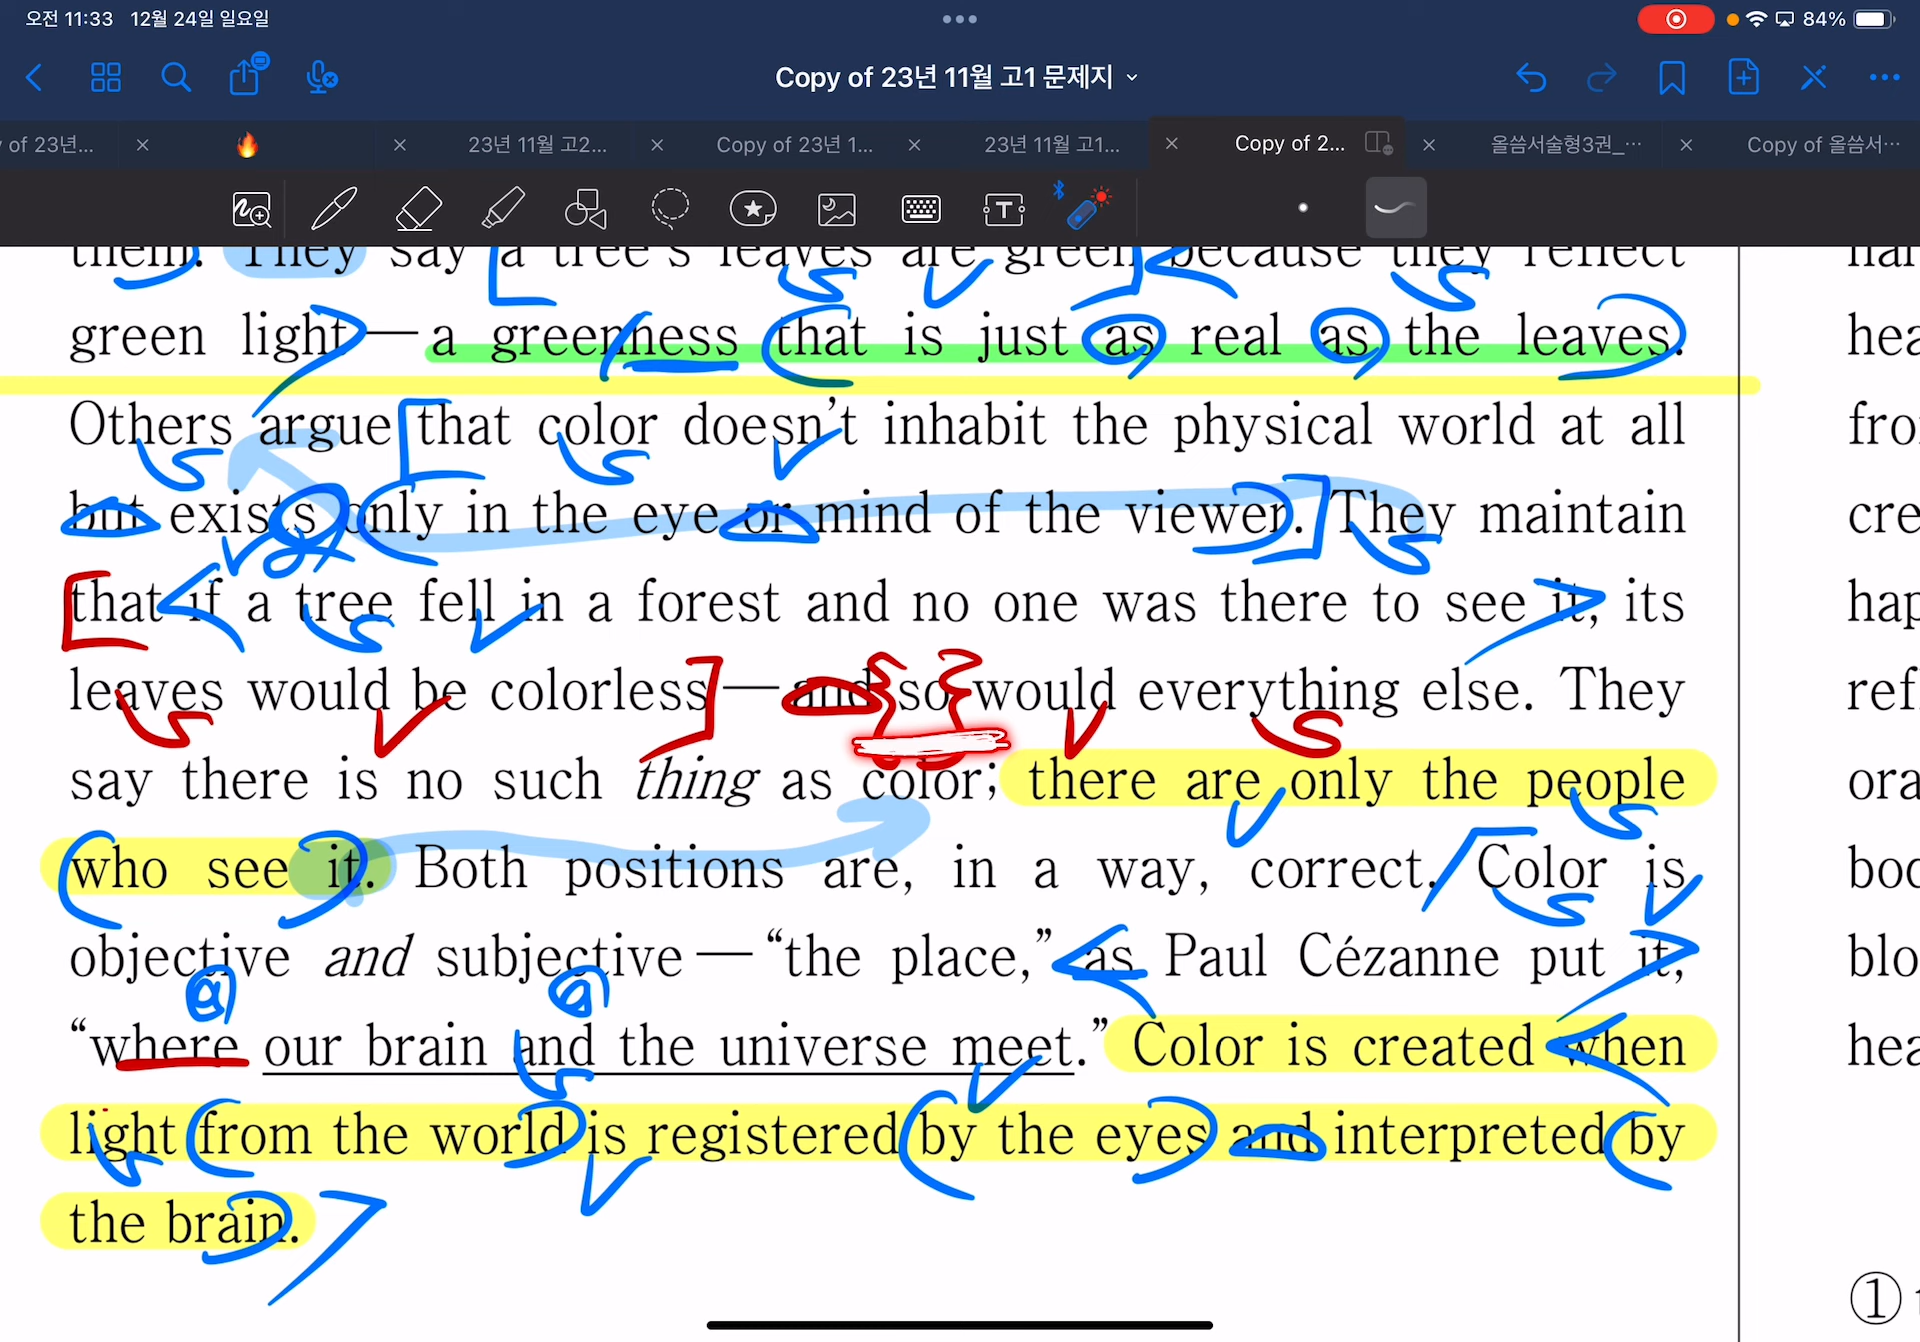 오전 11:33 12월 24일 일요일
84%
Copy of 23년 11월 고1 문제지
of 23년...
23년 11월 고2...
Copy of 23년 1...
23년 11월 고1...
Copy of 2...
올씀서술형3권_...
Copy of 올씀서...
them. They say a tree's leaves are green because they reflect
green light—a greenness that is just as real as the leaves.
Others argue that color doesn't inhabit the physical world at all
but exists only in the eye or mind of the viewer. They maintain
that if a tree fell in a forest and no one was there to see it, its
leaves would be colorless—and so would everything else. They
say there is no such thing as color; there are only the people
who see it. Both positions are, in a way, correct. Color is
objective and subjective—“the place,” as Paul Cézanne put it,
“where our brain and the universe meet.” Color is created when
light from the world is registered by the eyes and interpreted by
the brain.
hea
fro
cre
hap
ref
ora
boo
blo
hea
①